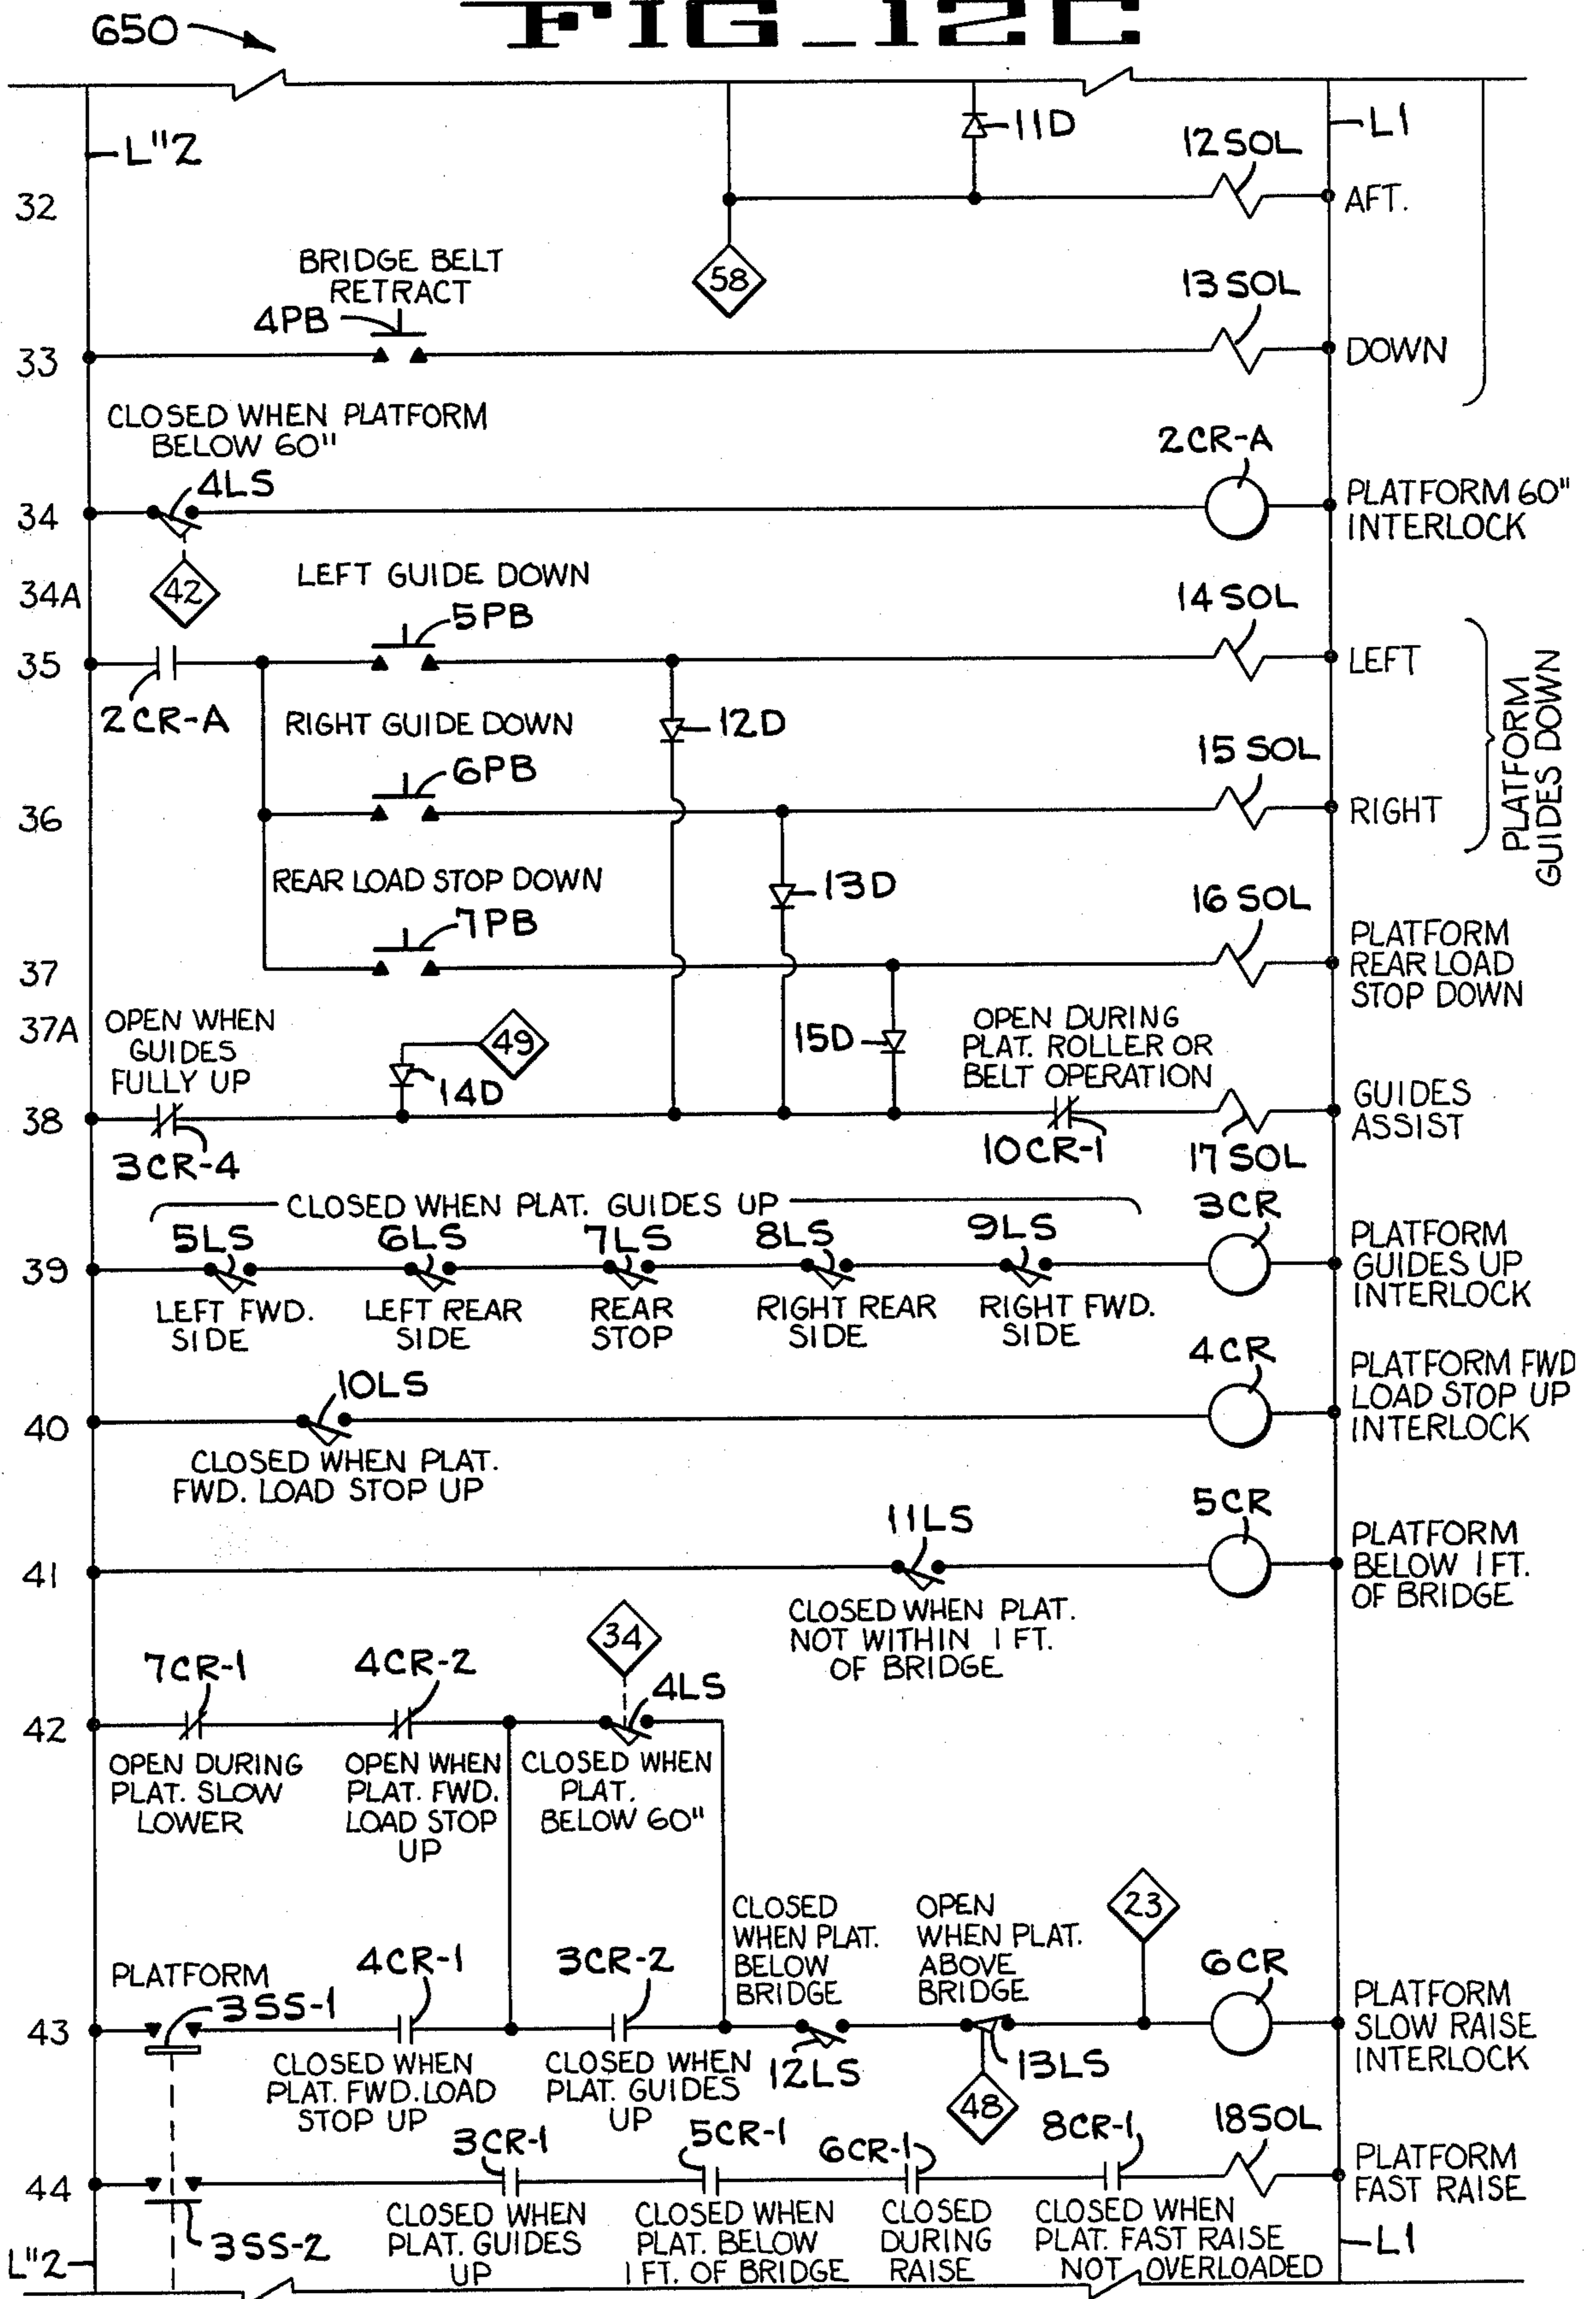 FIG_12C
650
L"2
11D
L1
12 SOL
32
AFT.
58
BRIDGE BELT
RETRACT
4PB
13 SOL
33
DOWN
CLOSED WHEN PLATFORM
BELOW 60"
4LS
2CR-A
34
PLATFORM 60"
INTERLOCK
34A
42
LEFT GUIDE DOWN
5PB
14 SOL
35
LEFT
2CR-A
RIGHT GUIDE DOWN
12D
6PB
15 SOL
36
RIGHT
PLATFORM
GUIDES DOWN
REAR LOAD STOP DOWN
13D
7PB
16 SOL
37
PLATFORM
REAR LOAD
STOP DOWN
37A
OPEN WHEN
GUIDES
FULLY UP
49
14D
15D
OPEN DURING
PLAT. ROLLER OR
BELT OPERATION
38
3CR-4
10CR-1
17 SOL
GUIDES
ASSIST
CLOSED WHEN PLAT. GUIDES UP
5LS
6LS
7LS
8LS
9LS
3CR
39
LEFT FWD.
SIDE
LEFT REAR
SIDE
REAR
STOP
RIGHT REAR
SIDE
RIGHT FWD.
SIDE
PLATFORM
GUIDES UP
INTERLOCK
10LS
4CR
40
CLOSED WHEN PLAT.
FWD. LOAD STOP UP
PLATFORM FWD
LOAD STOP UP
INTERLOCK
11LS
5CR
41
CLOSED WHEN PLAT.
NOT WITHIN 1 FT.
OF BRIDGE
PLATFORM
BELOW 1 FT.
OF BRIDGE
34
7CR-1
4CR-2
4LS
42
OPEN DURING
PLAT. SLOW
LOWER
OPEN WHEN
PLAT. FWD.
LOAD STOP
UP
CLOSED WHEN
PLAT.
BELOW 60"
CLOSED
WHEN PLAT.
BELOW
BRIDGE
OPEN
WHEN PLAT.
ABOVE
BRIDGE
23
PLATFORM
3SS-1
4CR-1
3CR-2
6CR
43
CLOSED WHEN
PLAT. FWD. LOAD
STOP UP
CLOSED WHEN
PLAT. GUIDES
UP
12LS
13LS
48
PLATFORM
SLOW RAISE
INTERLOCK
3CR-1
5CR-1
6CR-1
8CR-1
18 SOL
44
3SS-2
CLOSED WHEN
PLAT. GUIDES
UP
CLOSED WHEN
PLAT. BELOW
1 FT. OF BRIDGE
CLOSED
DURING
RAISE
CLOSED WHEN
PLAT. FAST RAISE
NOT OVERLOADED
PLATFORM
FAST RAISE
L"2
L1